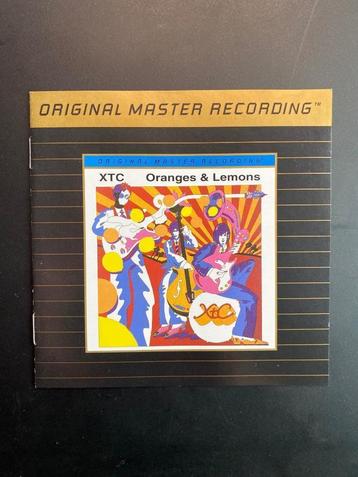 ORIGINAL MASTER RECORDING™
ORIGINAL MASTER RECORDING™
XTC Oranges & Lemons
XTC